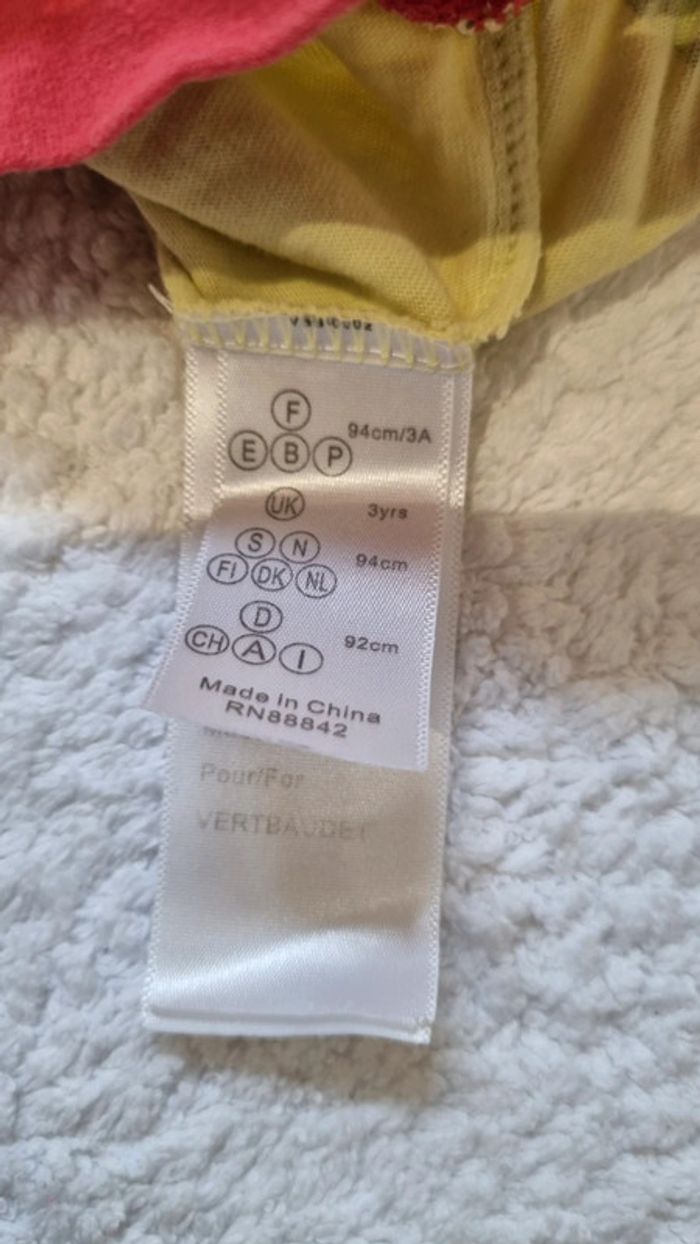 F 94cm/3A
E B P
UK 3yrs
S N 94cm
FI DK NL
D 92cm
CH A I
Made in China
RN88842
Pour/For
VERTBAUDET